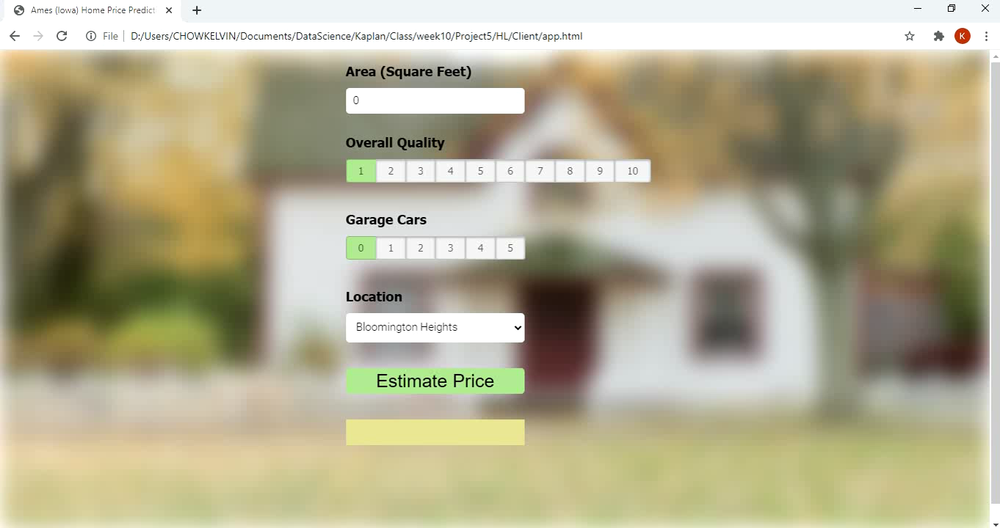 Ames (Iowa) Home Price Predict
File D:/Users/CHOWKELVIN/Documents/DataScience/Kaplan/Class/week10/Project5/HL/Client/app.html
K
Area (Square Feet)
0
Overall Quality
1 2 3 4 5 6 7 8 9 10
Garage Cars
0 1 2 3 4 5
Location
Bloomington Heights
Estimate Price